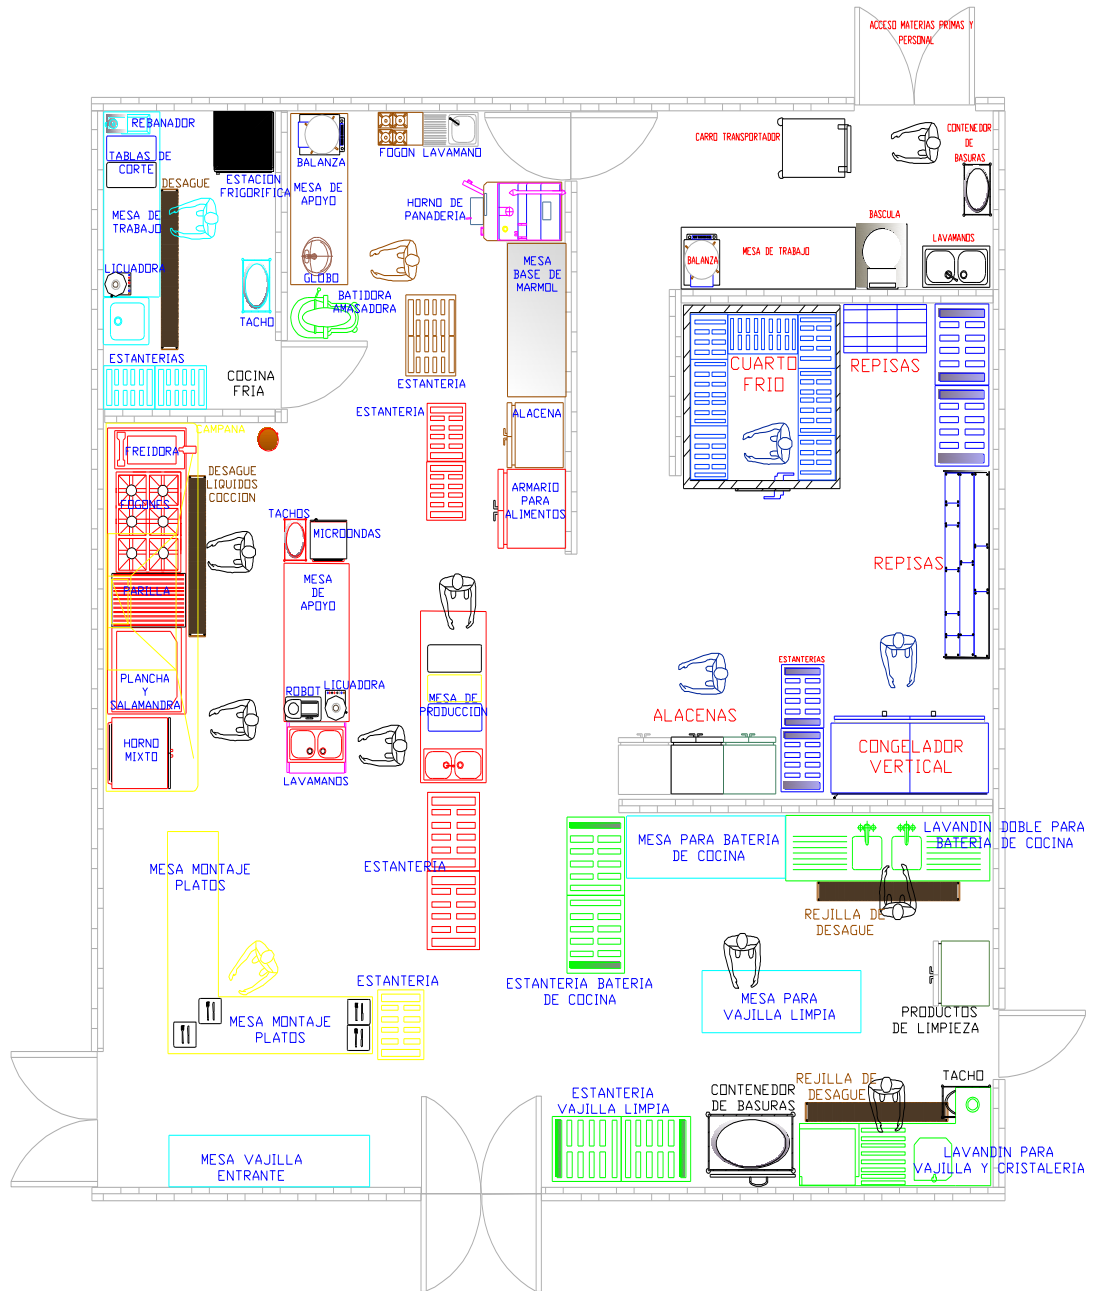 ACCESO MATERIAS PRIMAS Y
PERSONAL
REBANADOR
TABLAS DE
CORTE
DESAGUE
ESTACION
FRIGORIFICA
MESA DE
TRABAJO
LICUADORA
TACHO
ESTANTERIAS
COCINA
FRIA
BALANZA
MESA DE
APOYO
GLOBO
BATIDORA
AMASADORA
FOGON LAVAMANO
HORNO DE
PANADERIA
MESA
BASE DE
MARMOL
ESTANTERIA
ESTANTERIA
ALACENA
ARMARIO
PARA
ALIMENTOS
CARRO TRANSPORTADOR
CONTENEDOR
DE
BASURAS
BASCULA
MESA DE TRABAJO
BALANZA
LAVAMANOS
CUARTO
FRIO
REPISAS
REPISAS
CAMPANA
FREIDORA
DESAGUE
LIQUIDOS
COCCION
FOGONES
PARILLA
PLANCHA
Y
SALAMANDRA
HORNO
MIXTO
TACHOS
MICROONDAS
MESA
DE
APOYO
ROBOT
LICUADORA
LAVAMANOS
MESA DE
PRODUCCION
ESTANTERIAS
ALACENAS
CONGELADOR
VERTICAL
ESTANTERIA
MESA MONTAJE
PLATOS
MESA PARA BATERIA
DE COCINA
LAVANDIN DOBLE PARA
BATERIA DE COCINA
REJILLA DE
DESAGUE
ESTANTERIA
MESA MONTAJE
PLATOS
ESTANTERIA BATERIA
DE COCINA
MESA PARA
VAJILLA LIMPIA
PRODUCTOS
DE LIMPIEZA
ESTANTERIA
VAJILLA LIMPIA
CONTENEDOR
DE BASURAS
REJILLA DE
DESAGUE
TACHO
MESA VAJILLA
ENTRANTE
LAVANDIN PARA
VAJILLA Y CRISTALERIA